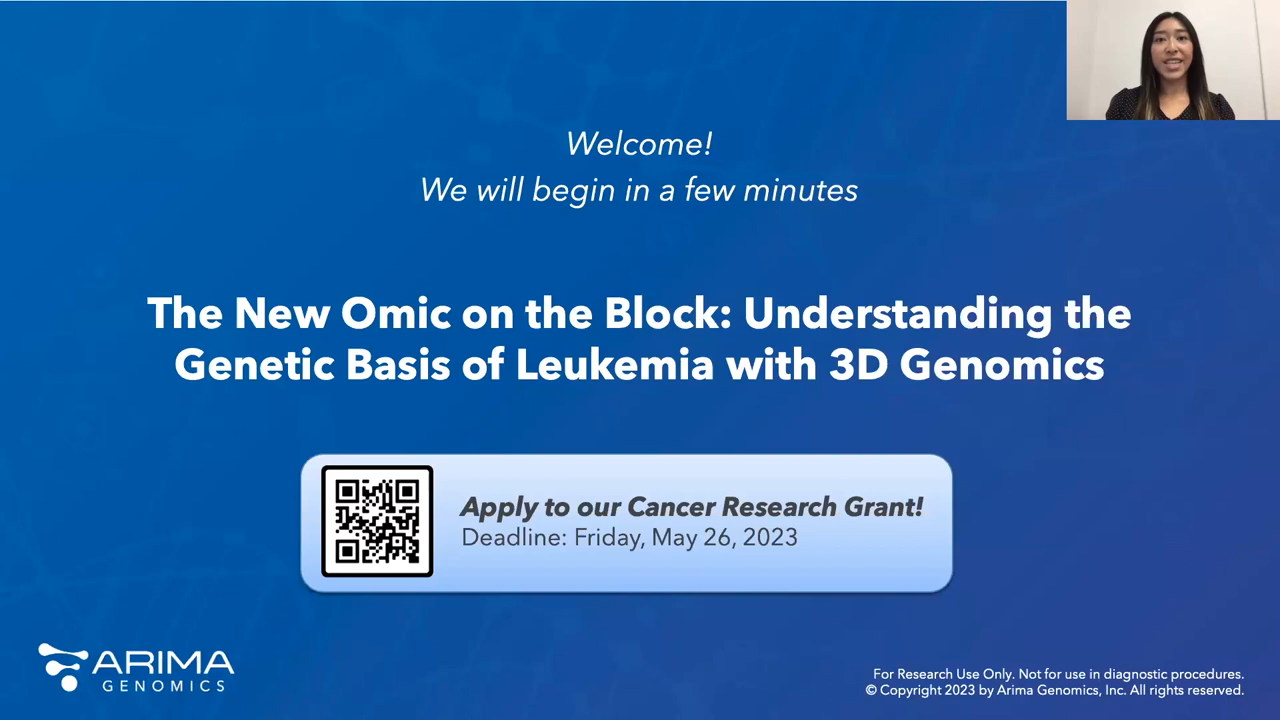 Welcome!
We will begin in a few minutes
The New Omic on the Block: Understanding the
Genetic Basis of Leukemia with 3D Genomics
Apply to our Cancer Research Grant!
Deadline: Friday, May 26, 2023
ARIMA
GENOMICS
For Research Use Only. Not for use in diagnostic procedures.
© Copyright 2023 by Arima Genomics, Inc. All rights reserved.